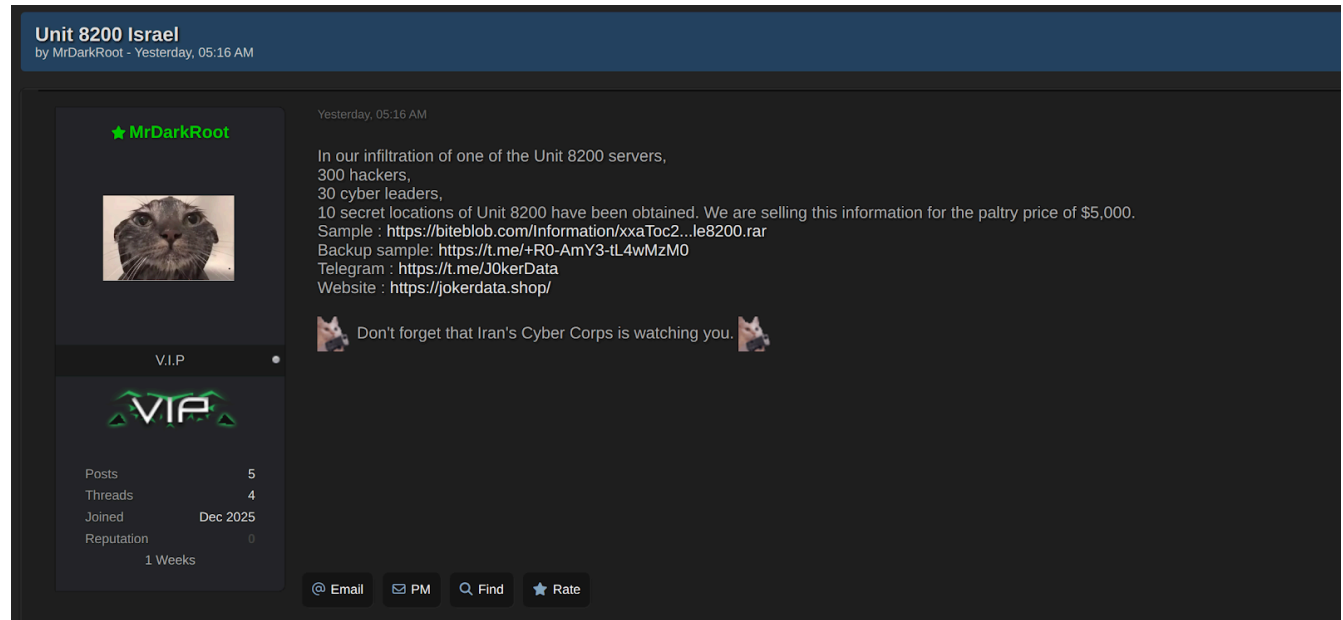 Unit 8200 Israel
by MrDarkRoot - Yesterday, 05:16 AM
MrDarkRoot
V.I.P
VIP
Posts 5
Threads 4
Joined Dec 2025
Reputation 0
1 Weeks
Yesterday, 05:16 AM
In our infiltration of one of the Unit 8200 servers,
300 hackers,
30 cyber leaders,
10 secret locations of Unit 8200 have been obtained. We are selling this information for the paltry price of $5,000.
Sample : https://biteblob.com/Information/xxaToc2...le8200.rar
Backup sample: https://t.me/+R0-AmY3-tL4wMzM0
Telegram : https://t.me/J0kerData
Website : https://jokerdata.shop/
Don't forget that Iran's Cyber Corps is watching you.
Email PM Find Rate